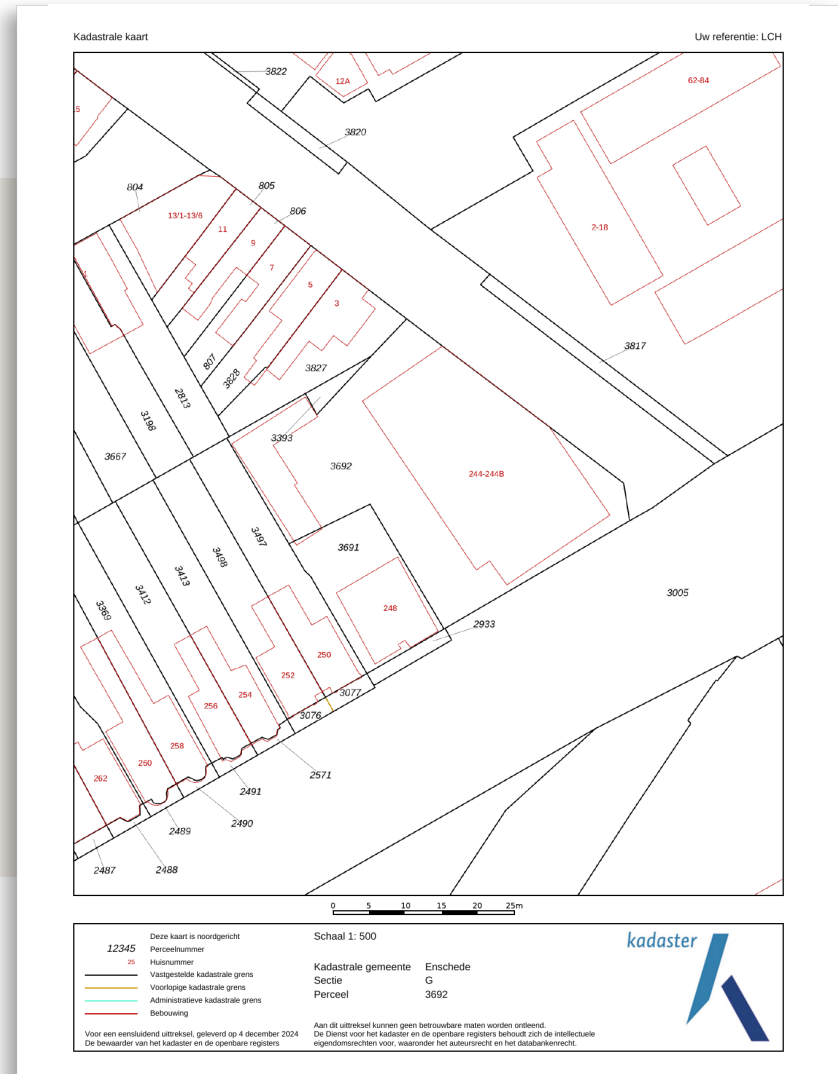 Kadastrale kaart
Uw referentie: LCH
3822
12A
62-84
3820
804
805
806
13/1-13/6
11
9
7
5
3
2-18
3817
807
3828
3827
2813
3198
3393
3667
3692
244-244B
3497
3498
3413
3412
3369
3691
3005
248
2933
250
252
3077
3076
254
256
258
260
262
2571
2491
2490
2489
2488
2487
0 5 10 15 20 25m
Deze kaart is noordgericht
12345 Perceelnummer
25 Huisnummer
Vastgestelde kadastrale grens
Voorlopige kadastrale grens
Administratieve kadastrale grens
Bebouwing
Voor een eensluidend uittreksel, geleverd op 4 december 2024
De bewaarder van het kadaster en de openbare registers
Schaal 1: 500
Kadastrale gemeente Enschede
Sectie G
Perceel 3692
Aan dit uittreksel kunnen geen betrouwbare maten worden ontleend.
De Dienst voor het kadaster en de openbare registers behoudt zich de intellectuele
eigendomsrechten voor, waaronder het auteursrecht en het databankenrecht.
kadaster